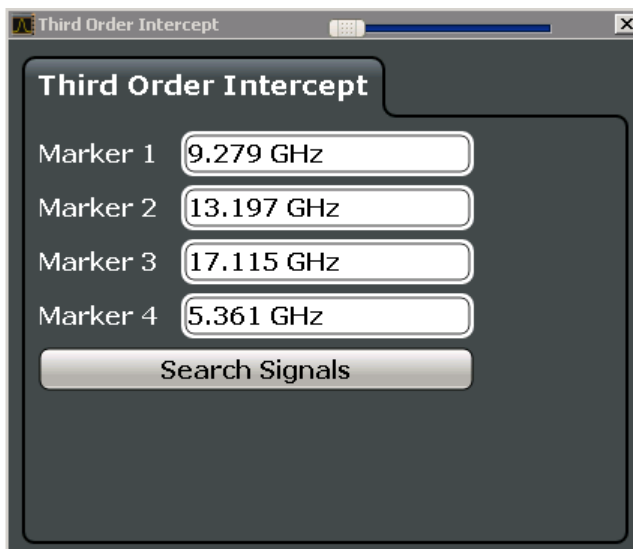 Third Order Intercept
Third Order Intercept
Marker 1 9.279 GHz
Marker 2 13.197 GHz
Marker 3 17.115 GHz
Marker 4 5.361 GHz
Search Signals